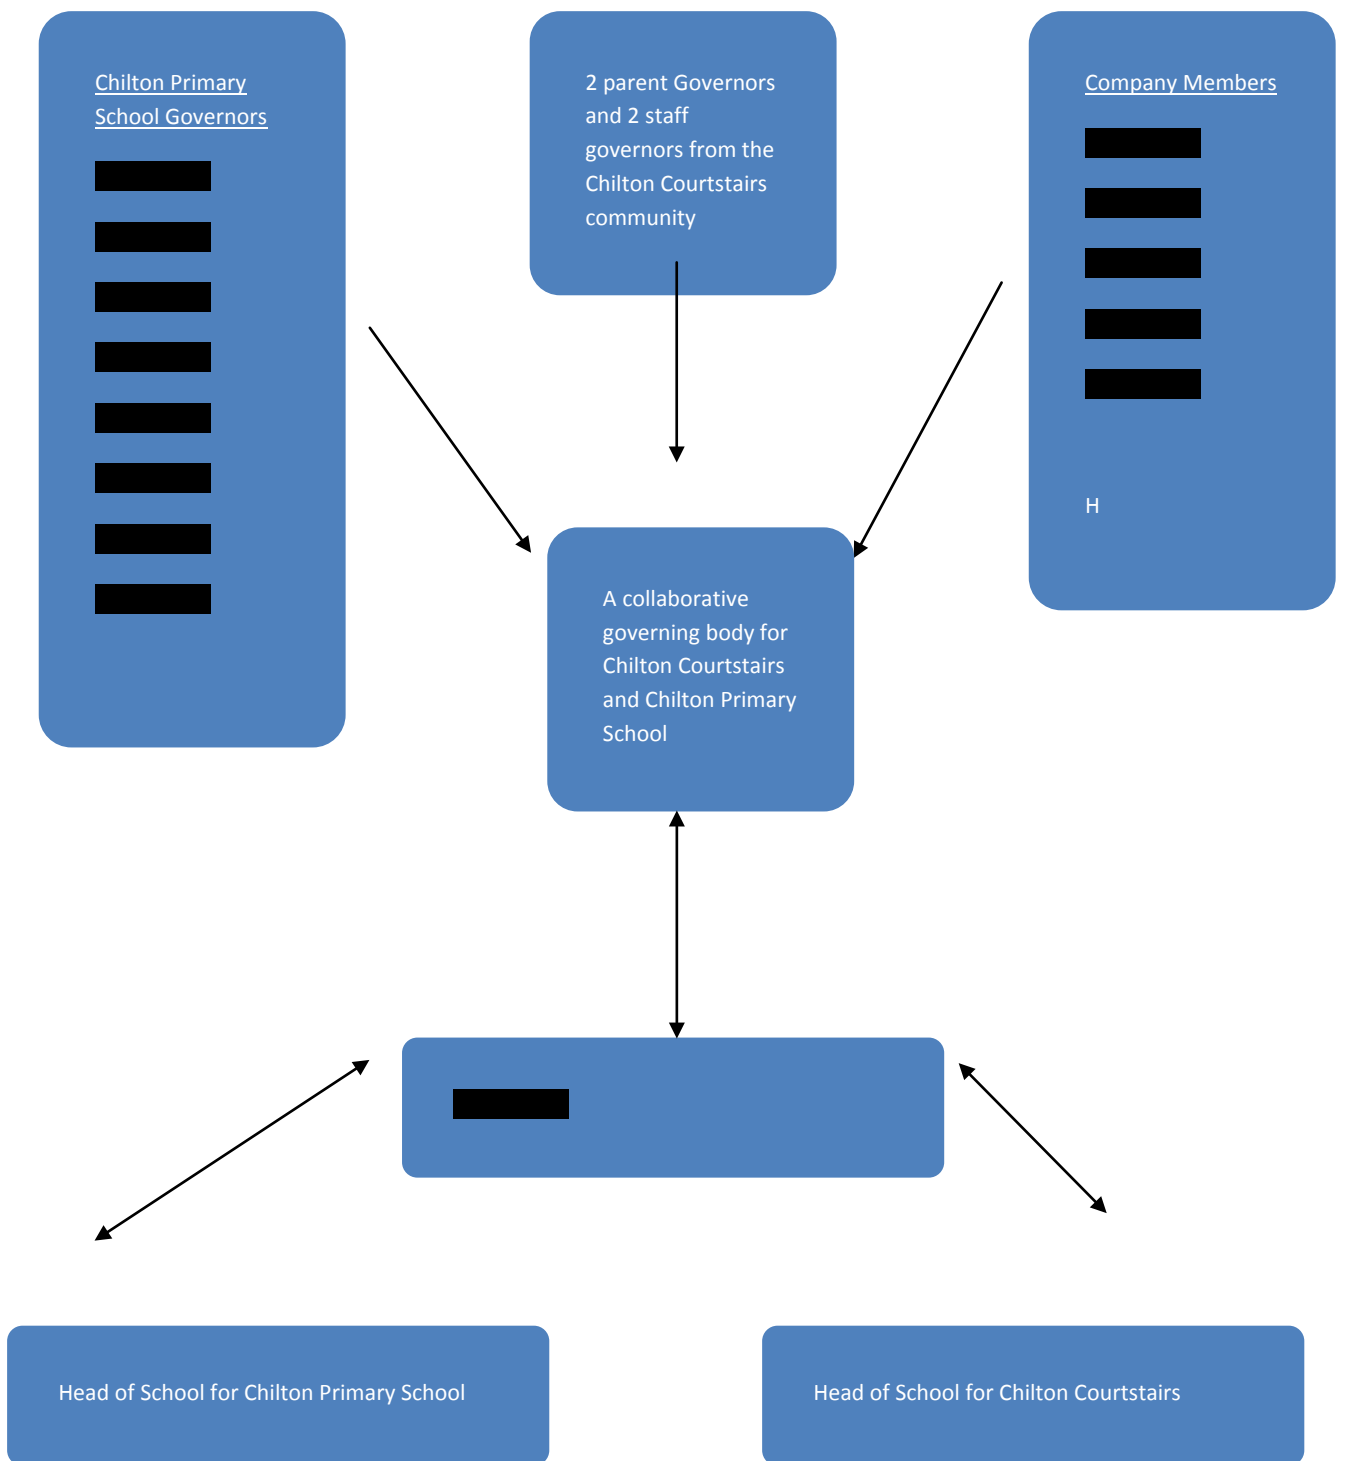 Chilton Primary
School Governors
2 parent Governors
and 2 staff
governors from the
Chilton Courtstairs
community
Company Members
H
A collaborative
governing body for
Chilton Courtstairs
and Chilton Primary
School
Head of School for Chilton Primary School
Head of School for Chilton Courtstairs